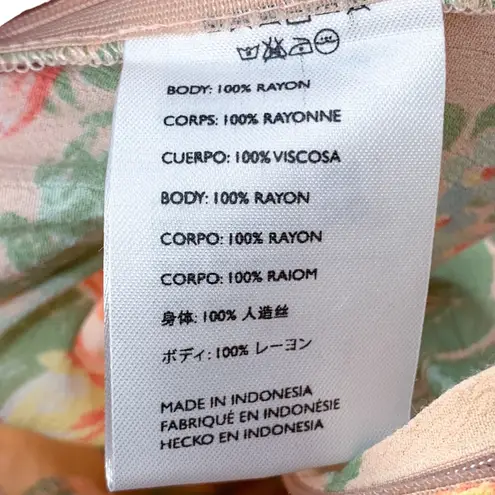 BODY: 100% RAYON
CORPS: 100% RAYONNE
CUERPO: 100% VISCOSA
BODY: 100% RAYON
CORPO: 100% RAYON
CORPO: 100% RAIOM
身体: 100% 人造丝
ボディ: 100% レーヨン
MADE IN INDONESIA
FABRIQUÉ EN INDONÉSIE
HECKO EN INDONESIA